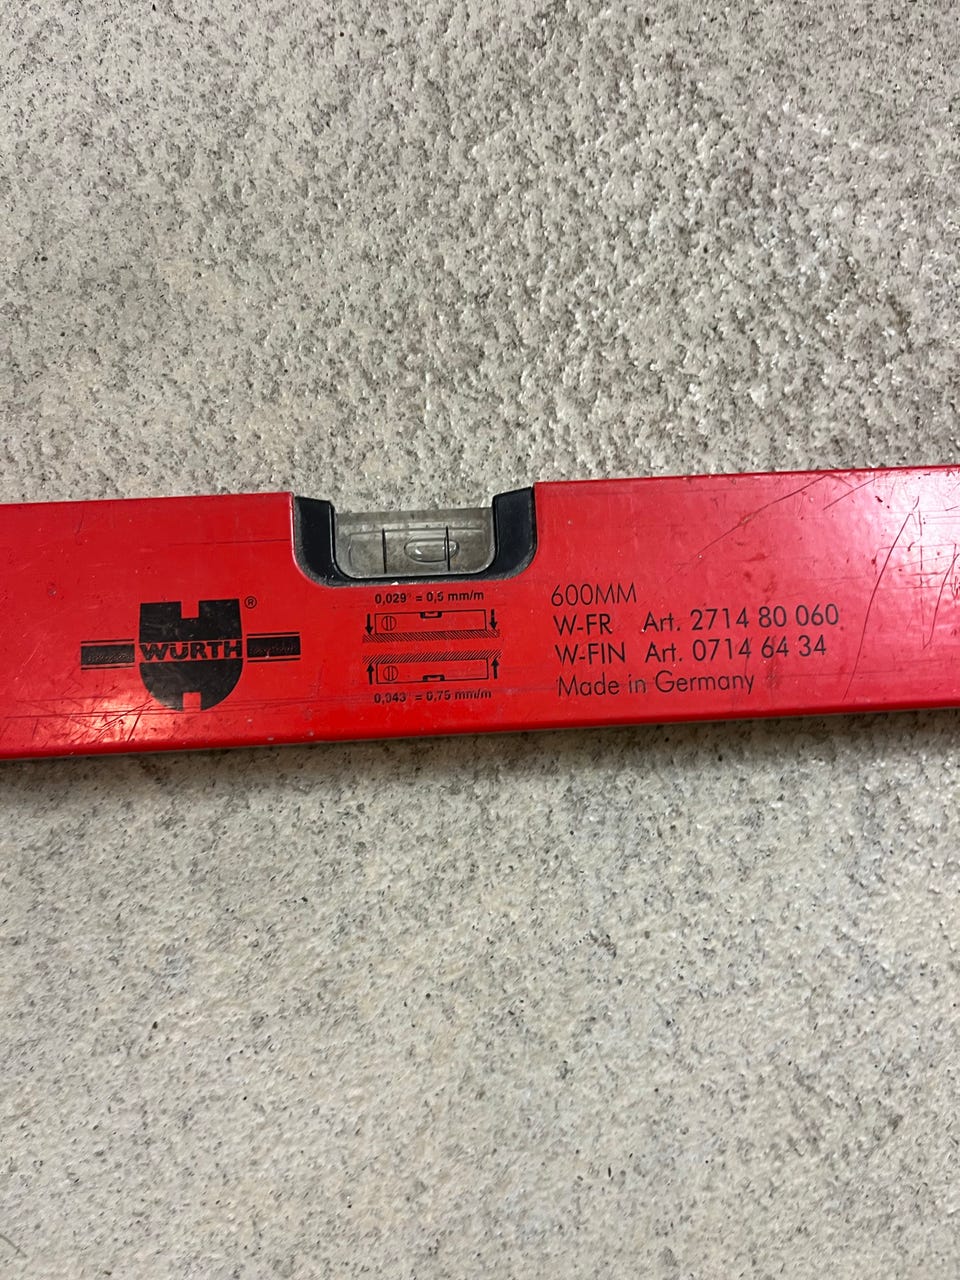 WÜRTH ®
0,029° = 0,5 mm/m
0,043° = 0,75 mm/m
600MM
W-FR Art. 2714 80 060
W-FIN Art. 0714 64 34
Made in Germany